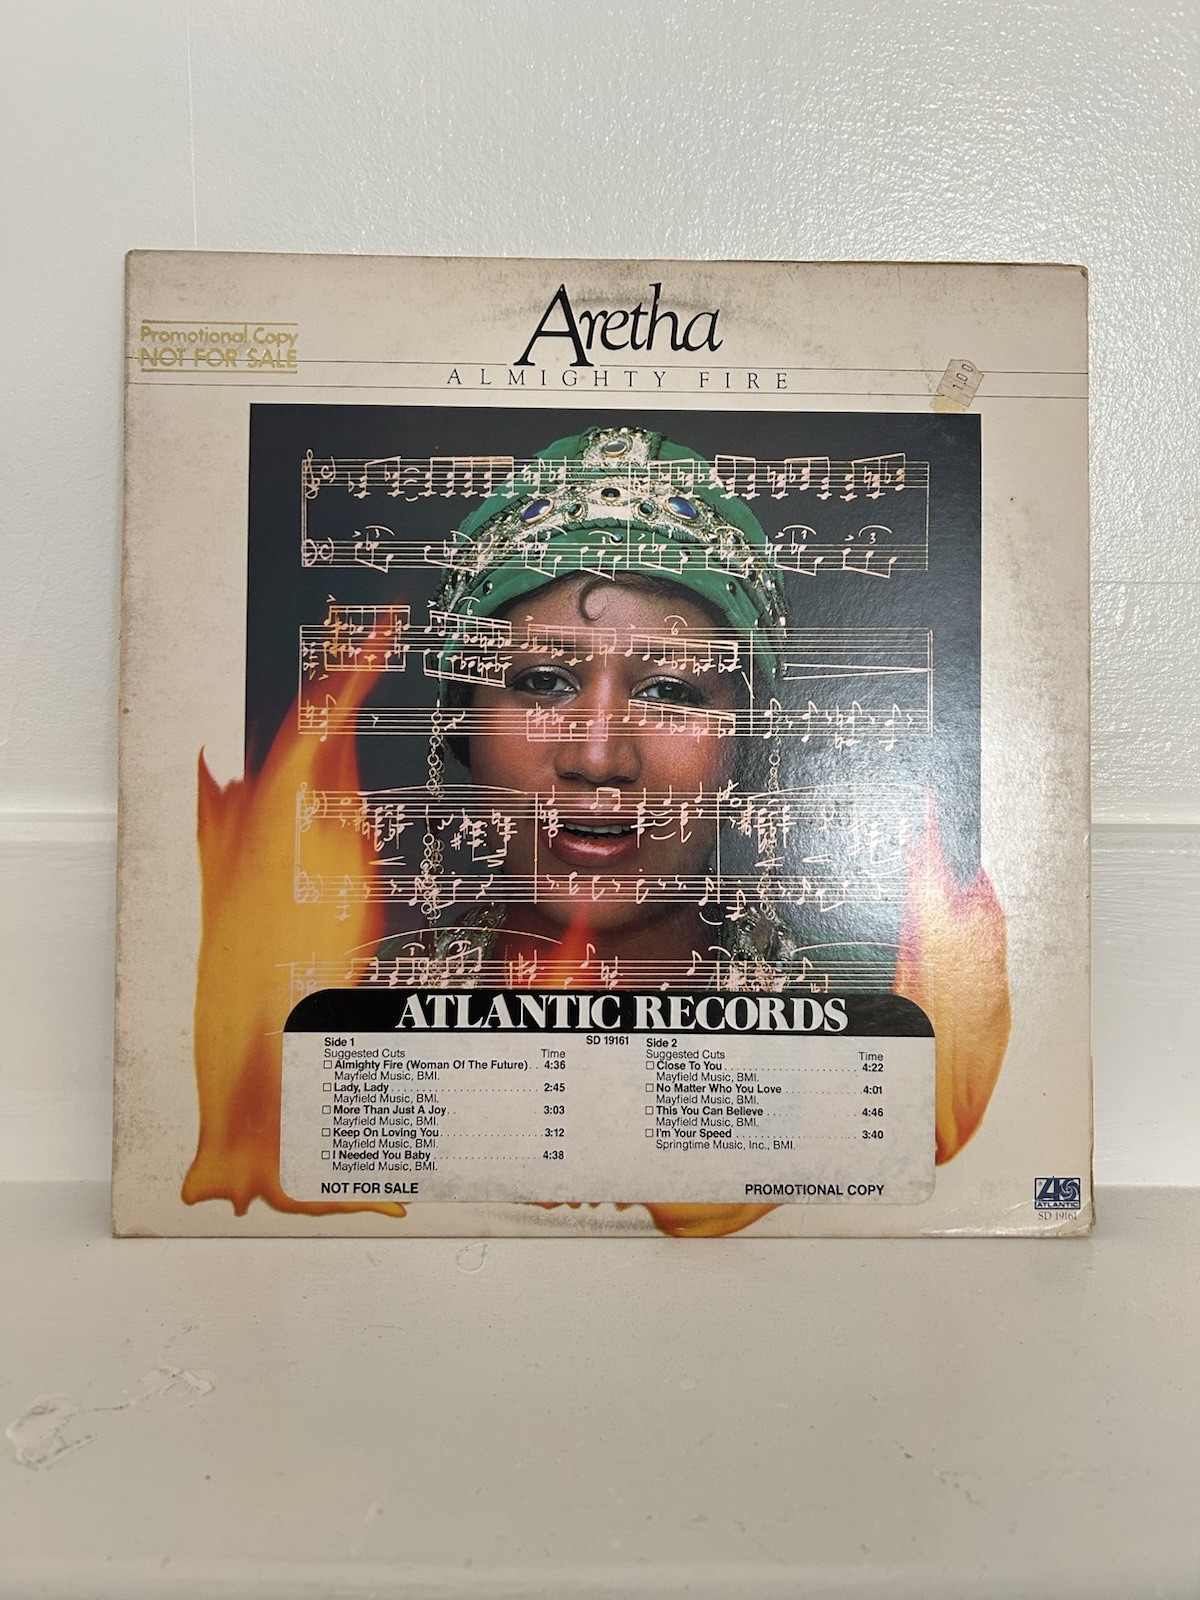 Aretha
ALMIGHTY FIRE
Promotional Copy
NOT FOR SALE
1.00
ATLANTIC RECORDS
SD 19161
Side 1
Suggested Cuts Time
Almighty Fire (Woman Of The Future) . . 4:36
Mayfield Music, BMI.
Lady, Lady . . . . . . . . . . . . . . . . . . . . . . . . . 2:45
Mayfield Music, BMI.
More Than Just A Joy . . 3:03
Mayfield Music, BMI.
Keep On Loving You . . . . . . . . . . . . . . . . . 3:12
Mayfield Music, BMI.
I Needed You Baby . . . . . . . . . . . . . . . . . . 4:38
Mayfield Music, BMI.
Side 2
Suggested Cuts Time
Close To You . . . . . . . . . . . . . . . . . . . . . . . . 4:22
Mayfield Music, BMI.
No Matter Who You Love . . . . . . . . . . . . . 4:01
Mayfield Music, BMI.
This You Can Believe . . . . . . . . . . . . . . . . 4:46
Mayfield Music, BMI.
I'm Your Speed . . . . . . . . . . . . . . . . . . . . . 3:40
Springtime Music, Inc., BMI.
NOT FOR SALE
PROMOTIONAL COPY
ATLANTIC
SD 19161